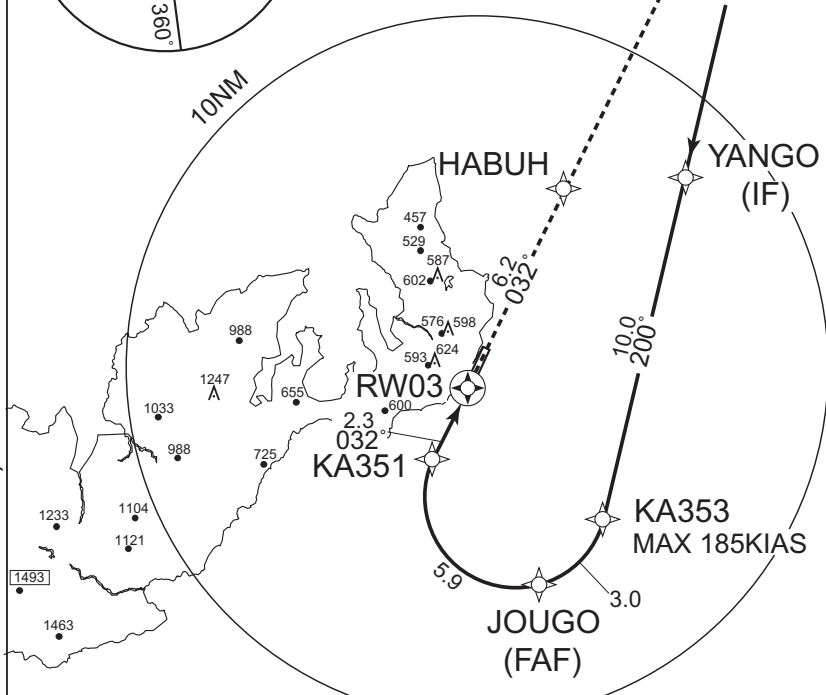 360°
10NM
HABUH
YANGO
(IF)
457
529
587
602
6.2
032°
576
598
988
10.0
200°
593
624
1247
655
RW03
600
1033
2.3
032°
988
725
KA351
1233
1104
KA353
MAX 185KIAS
1121
1493
5.9
3.0
JOUGO
(FAF)
1463